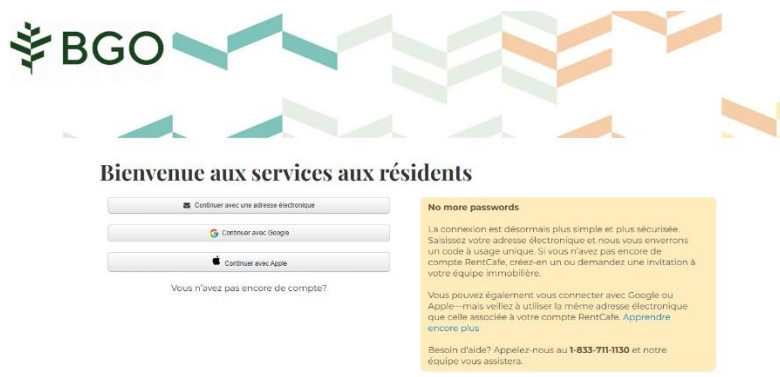 BGO
Bienvenue aux services aux résidents
Continuer avec une adresse électronique
Continuer avec Google
Continuer avec Apple
Vous n'avez pas encore de compte?
No more passwords
La connexion est désormais plus simple et plus sécurisée.
Saisissez votre adresse électronique et nous vous enverrons
un code à usage unique. Si vous n'avez pas encore de
compte RentCafe, créez-en un ou demandez une invitation à
votre équipe immobilière.
Vous pouvez également vous connecter avec Google ou
Apple—mais veillez à utiliser la même adresse électronique
que celle associée à votre compte RentCafe. Apprendre
encore plus
Besoin d'aide? Appelez-nous au 1-833-711-1130 et notre
équipe vous assistera.